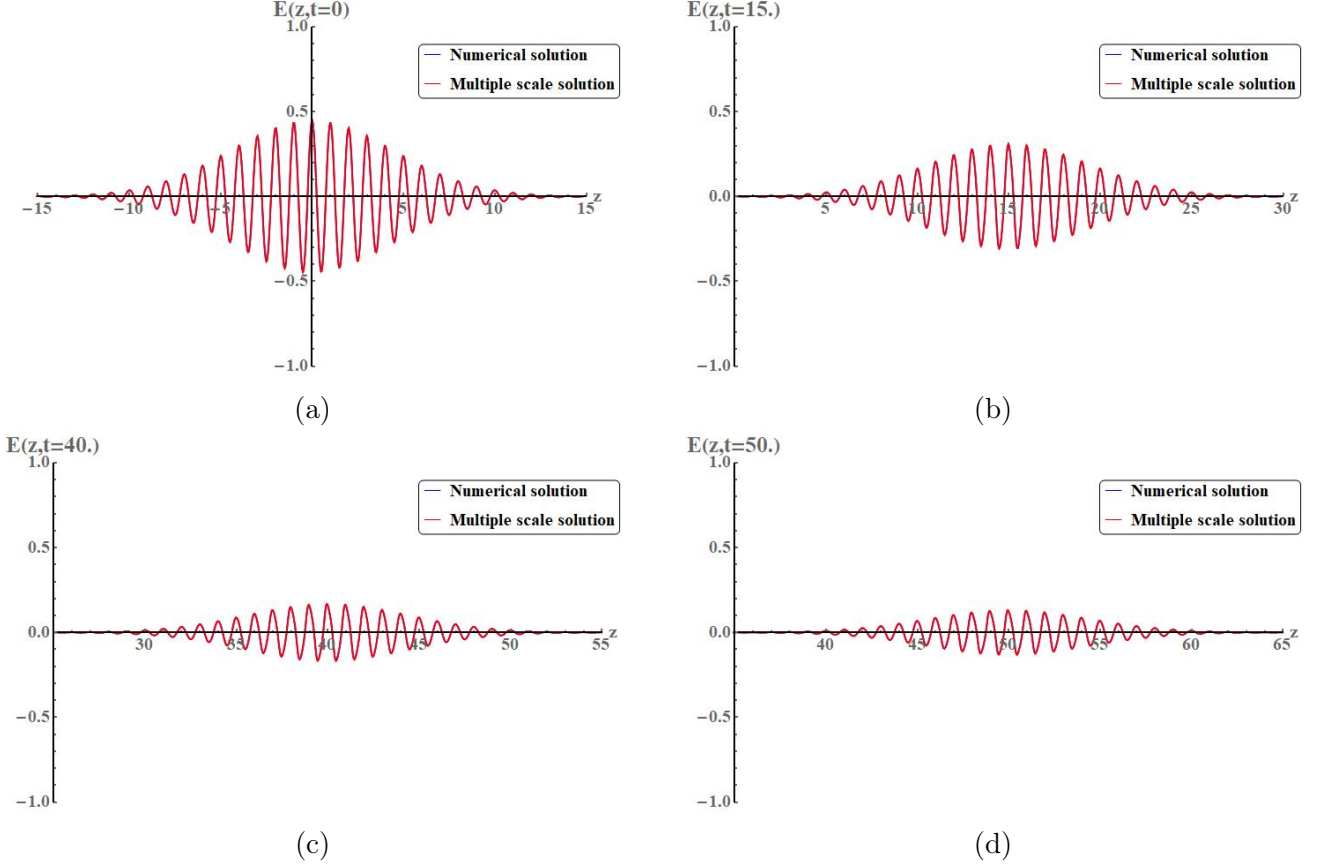 E(z,t=0)
1.0
0.5
−0.5
−1.0
−15
−10
−5
5
10
15
z
Numerical solution
Multiple scale solution
(a)
E(z,t=15.)
1.0
0.5
0.0
−0.5
−1.0
5
10
15
20
25
30
z
Numerical solution
Multiple scale solution
(b)
E(z,t=40.)
1.0
0.5
0.0
−0.5
−1.0
30
35
40
45
50
55
z
Numerical solution
Multiple scale solution
(c)
E(z,t=50.)
1.0
0.5
0.0
−0.5
−1.0
40
45
50
55
60
65
z
Numerical solution
Multiple scale solution
(d)